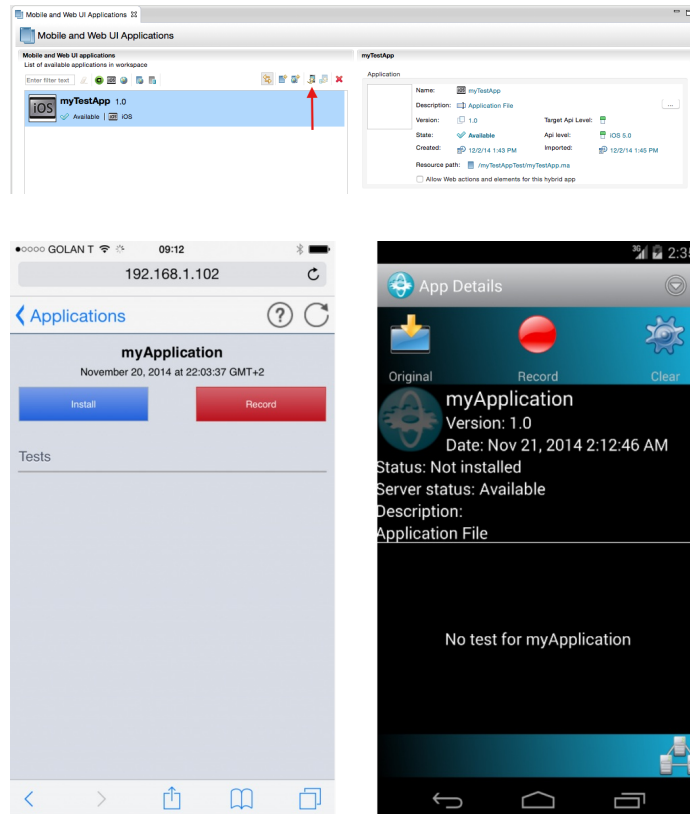 Mobile and Web UI Applications
Mobile and Web UI Applications
Mobile and Web UI applications
List of available applications in workspace
Enter filter text
iOS
myTestApp 1.0
Available | iOS
myTestApp
Application
Name: myTestApp
Description: Application File
...
Version: 1.0 Target Api Level:
State: Available Api level: iOS 5.0
Created: 12/2/14 1:43 PM Imported: 12/2/14 1:45 PM
Resource path: /myTestAppTest/myTestApp.ma
Allow Web actions and elements for this hybrid app
GOLAN T 09:12
192.168.1.102
Applications ?
myApplication
November 20, 2014 at 22:03:37 GMT+2
Install Record
Tests
3G 2:35
App Details
Original Record Clear
myApplication
Version: 1.0
Date: Nov 21, 2014 2:12:46 AM
Status: Not installed
Server status: Available
Description:
Application File
No test for myApplication